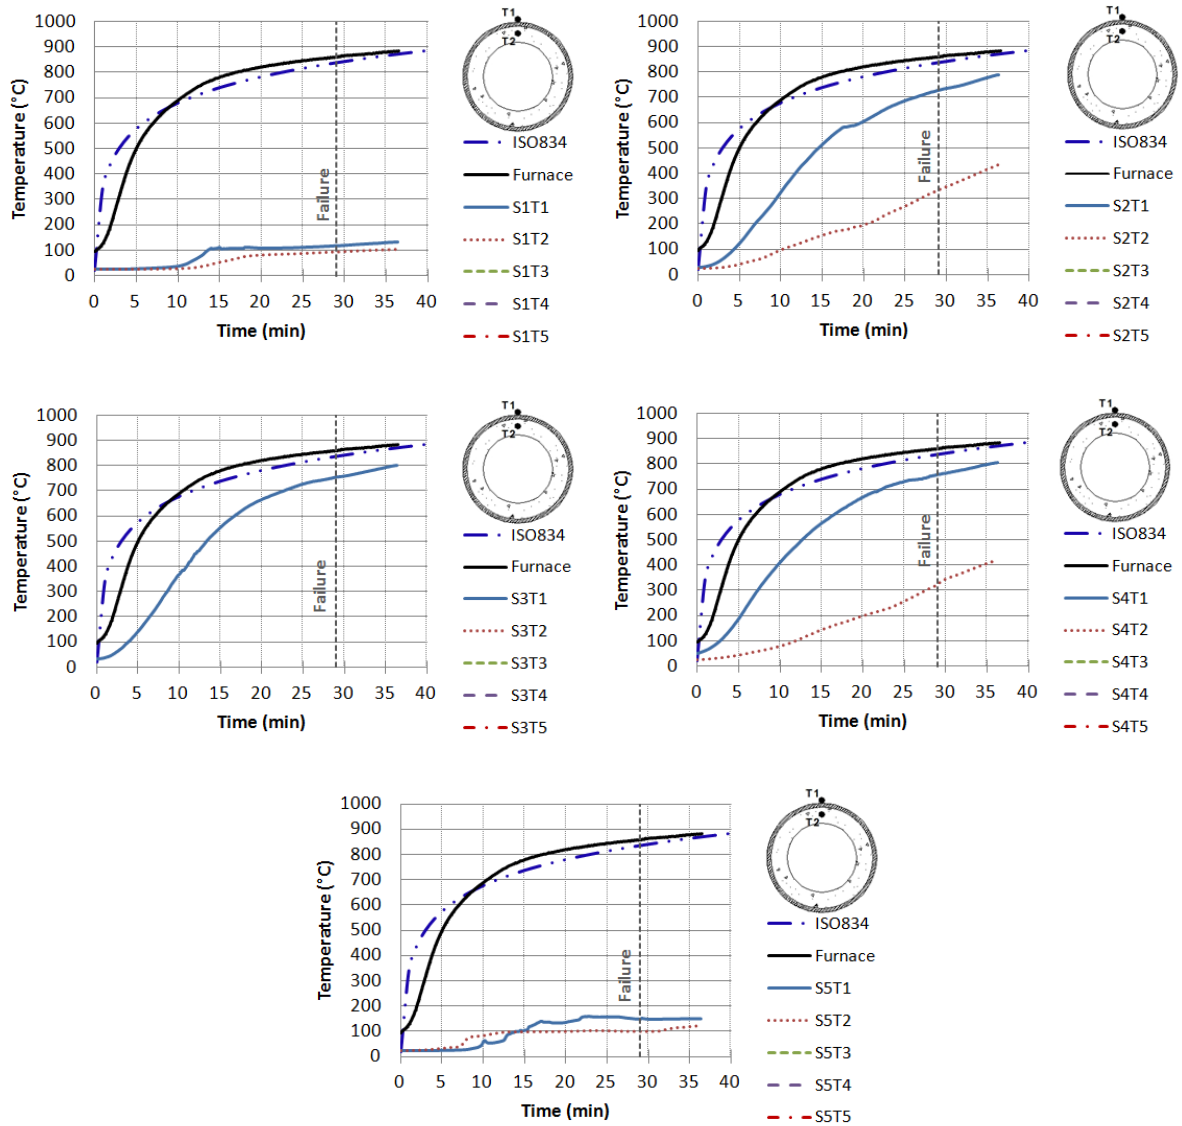 1000
900
800
700
600
500
400
300
200
100
0
Temperature (°C)
0 5 10 15 20 25 30 35 40
Time (min)
Failure
T1
T2
ISO834
Furnace
S1T1
S1T2
S1T3
S1T4
S1T5
1000
900
800
700
600
500
400
300
200
100
0
Temperature (°C)
0 5 10 15 20 25 30 35 40
Time (min)
Failure
T1
T2
ISO834
Furnace
S2T1
S2T2
S2T3
S2T4
S2T5
1000
900
800
700
600
500
400
300
200
100
0
Temperature (°C)
0 5 10 15 20 25 30 35 40
Time (min)
Failure
T1
T2
ISO834
Furnace
S3T1
S3T2
S3T3
S3T4
S3T5
1000
900
800
700
600
500
400
300
200
100
0
Temperature (°C)
0 5 10 15 20 25 30 35 40
Time (min)
Failure
T1
T2
ISO834
Furnace
S4T1
S4T2
S4T3
S4T4
S4T5
1000
900
800
700
600
500
400
300
200
100
0
Temperature (°C)
0 5 10 15 20 25 30 35 40
Time (min)
Failure
T1
T2
ISO834
Furnace
S5T1
S5T2
S5T3
S5T4
S5T5